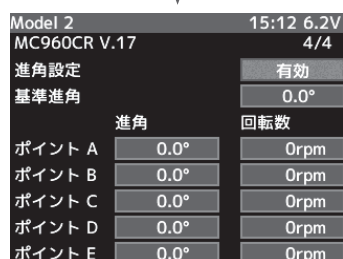 Model 2 15:12 6.2V
MC960CR V.17 4/4
進角設定 有効
基準進角 0.0°
進角 回転数
ポイント A 0.0° 0rpm
ポイント B 0.0° 0rpm
ポイント C 0.0° 0rpm
ポイント D 0.0° 0rpm
ポイント E 0.0° 0rpm